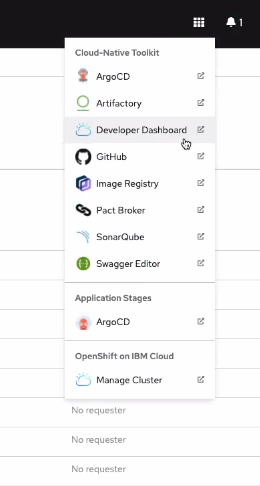 1
Cloud-Native Toolkit
ArgoCD
Artifactory
Developer Dashboard
GitHub
Image Registry
Pact Broker
SonarQube
Swagger Editor
Application Stages
ArgoCD
OpenShift on IBM Cloud
Manage Cluster
No requester
No requester
No requester